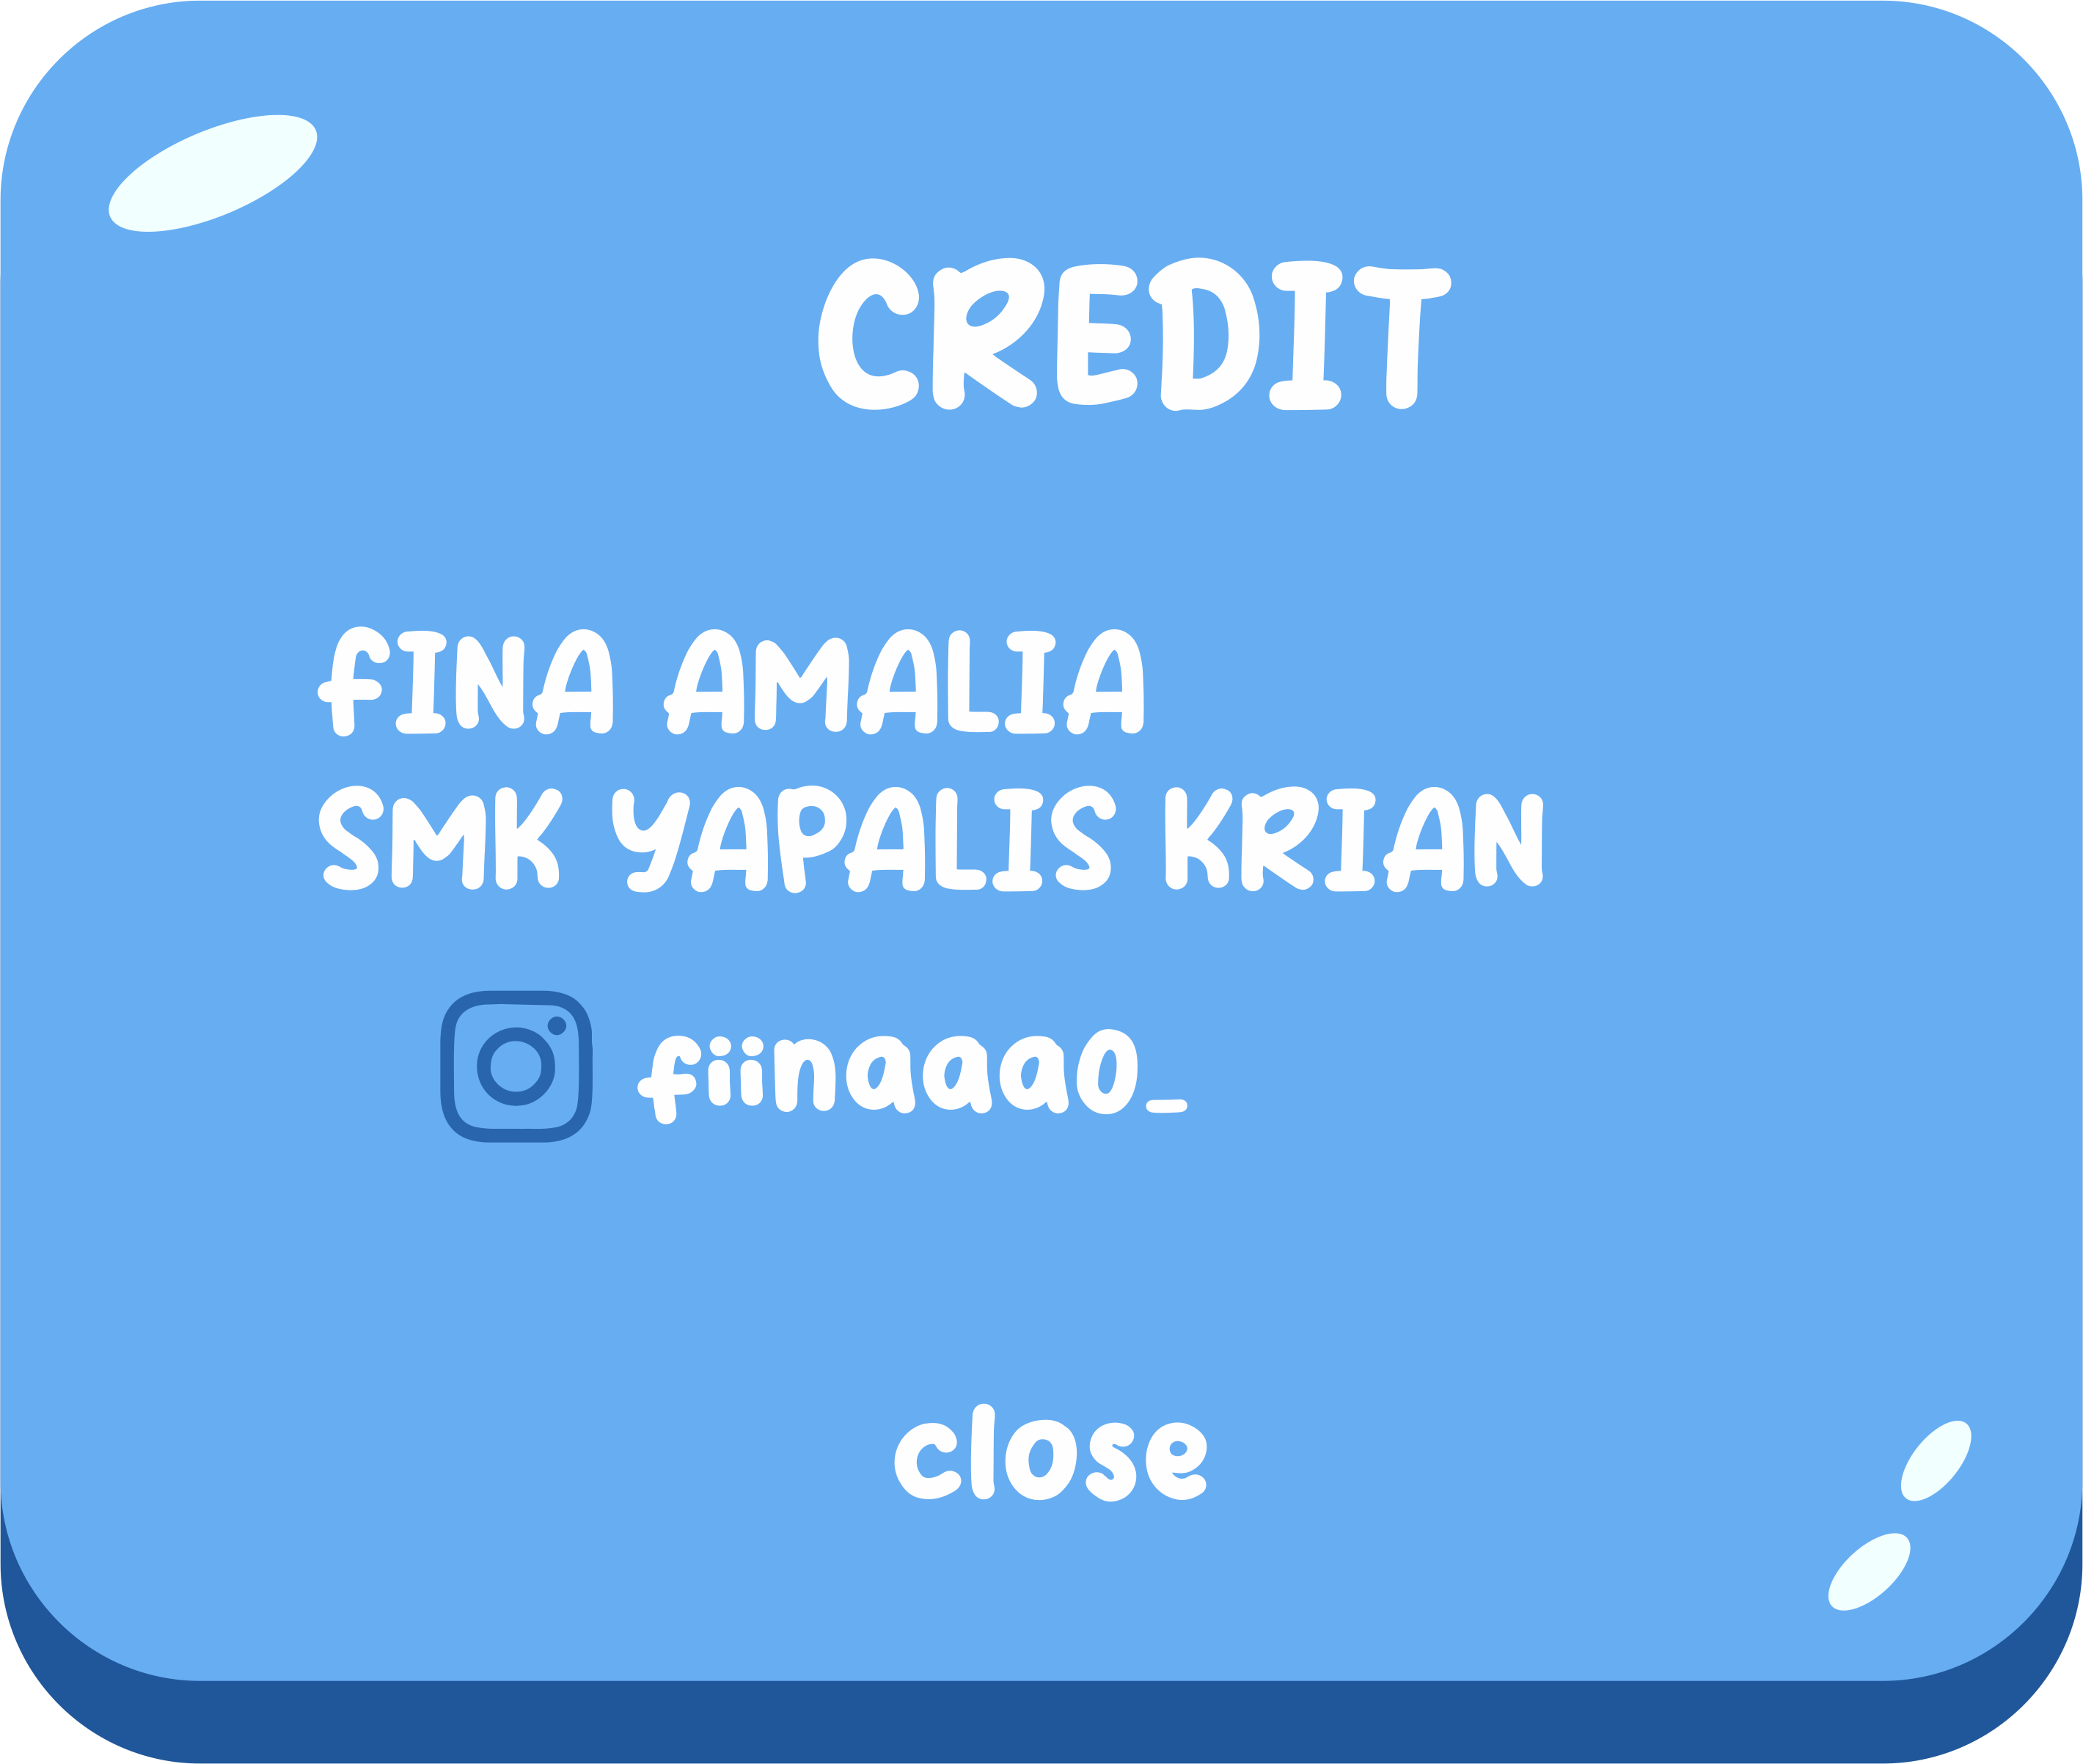 CREDIT
FINA AMALIA
SMK YAPALIS KRIAN
fiinaaa0_
close